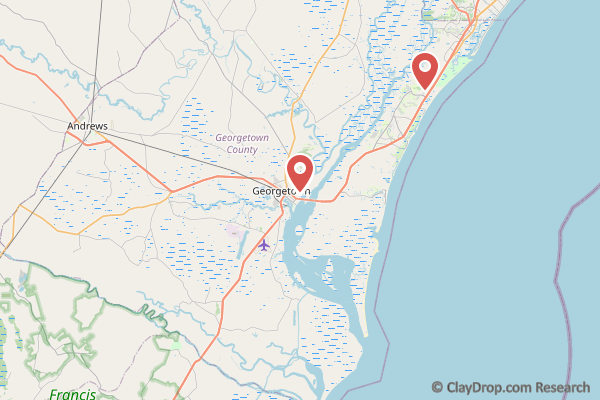 Andrews
Georgetown
County
Georgetown
Francis
© ClayDrop.com Research